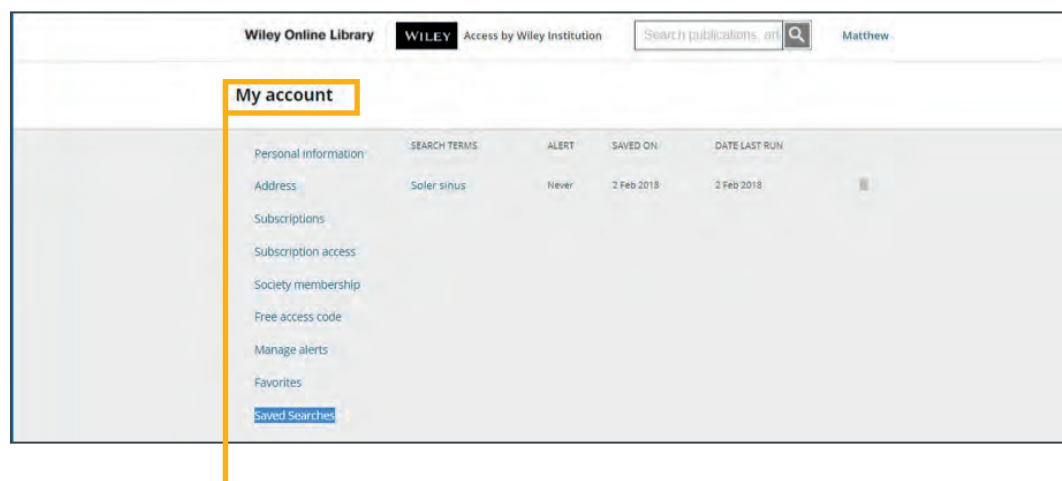 Wiley Online Library WILEY Access by Wiley Institution Search publications, art Matthew
My account
Personal information SEARCH TERMS ALERT SAVED ON DATE LAST RUN
Address Soler sinus Never 2 Feb 2018 2 Feb 2018
Subscriptions
Subscription access
Society membership
Free access code
Manage alerts
Favorites
Saved Searches